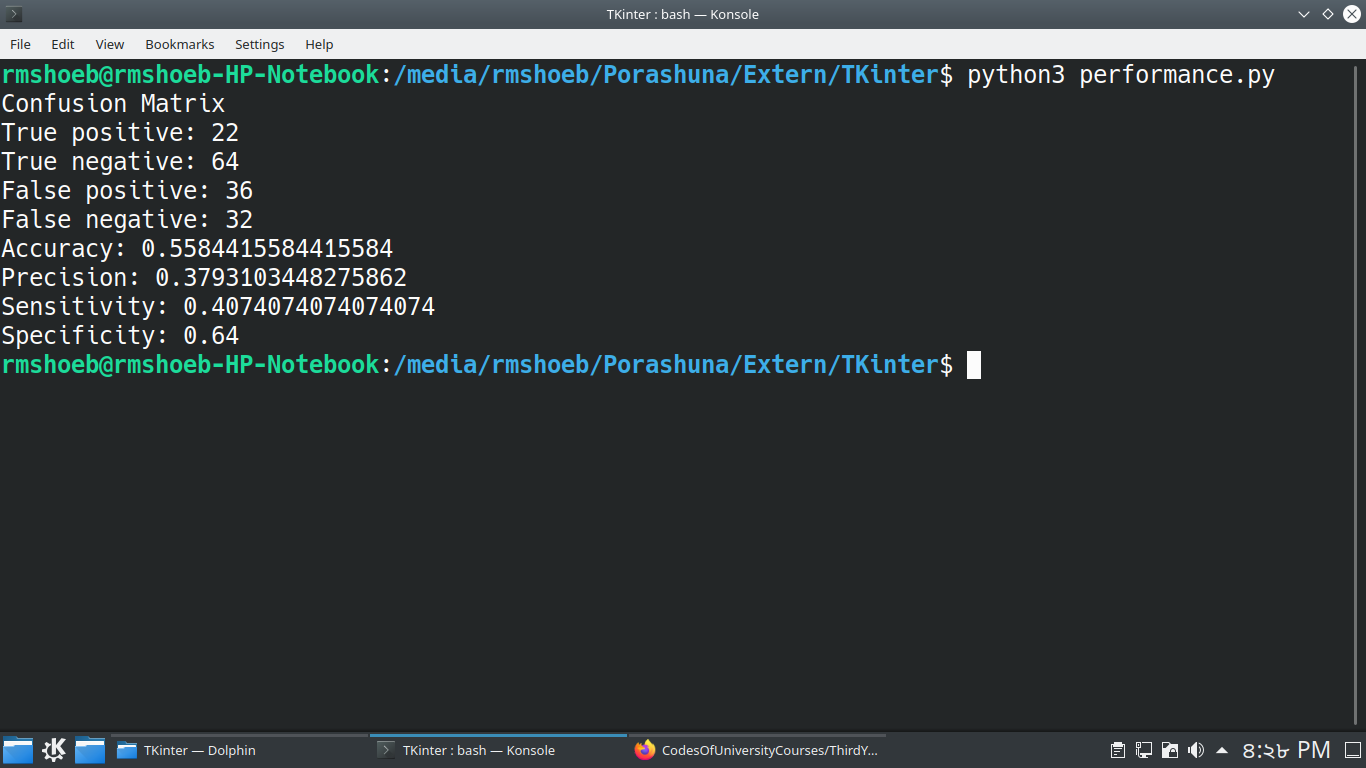 TKinter : bash — Konsole
File Edit View Bookmarks Settings Help
rmshoeb@rmshoeb-HP-Notebook:/media/rmshoeb/Porashuna/Extern/TKinter$ python3 performance.py
Confusion Matrix
True positive: 22
True negative: 64
False positive: 36
False negative: 32
Accuracy: 0.5584415584415584
Precision: 0.3793103448275862
Sensitivity: 0.4074074074074074
Specificity: 0.64
rmshoeb@rmshoeb-HP-Notebook:/media/rmshoeb/Porashuna/Extern/TKinter$
TKinter — Dolphin TKinter : bash — Konsole CodesOfUniversityCourses/ThirdY... ৪:২৮ PM